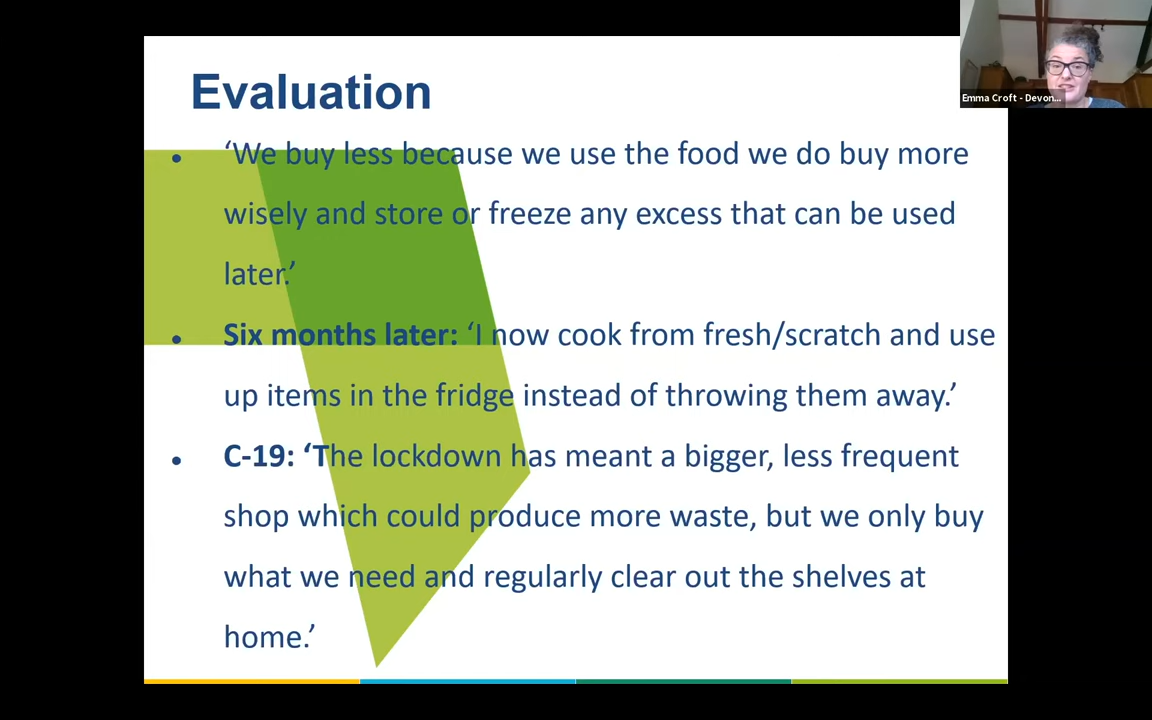 Evaluation
Emma Croft - Devon...
• ‘We buy less because we use the food we do buy more
wisely and store or freeze any excess that can be used
later.’
• Six months later: ‘I now cook from fresh/scratch and use
up items in the fridge instead of throwing them away.’
• C-19: ‘The lockdown has meant a bigger, less frequent
shop which could produce more waste, but we only buy
what we need and regularly clear out the shelves at
home.’